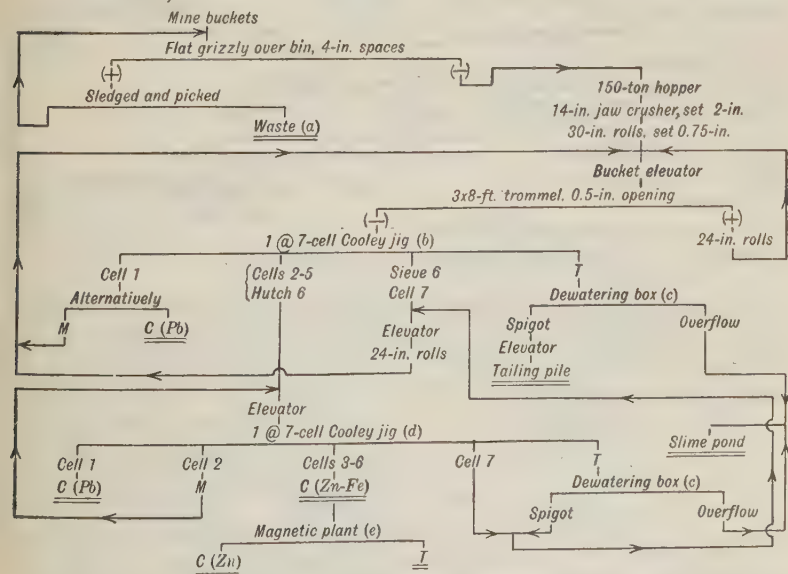 Mine buckets
Flat grizzly over bin, 4-in. spaces
(+) (-)
Sledged and picked
Waste (a)
150-ton hopper
14-in. jaw crusher, set 2-in.
30-in. rolls, set 0.75-in.
Bucket elevator
3x8-ft. trommel. 0.5-in. opening
(-) (+)
24-in. rolls
1 @ 7-cell Cooley jig (b)
Cell 1 Cells 2-5 Sieve 6 T
Alternatively Hutch 6 Cell 7 Dewatering box (c)
M C (Pb) Elevator Spigot Overflow
24-in. rolls Elevator
Tailing pile
Elevator
1 @ 7-cell Cooley jig (d)
Slime pond
Cell 1 Cell 2 Cells 3-6 Cell 7 T
C (Pb) M C (Zn-Fe) Dewatering box (c)
Spigot Overflow
Magnetic plant (e)
C (Zn) T